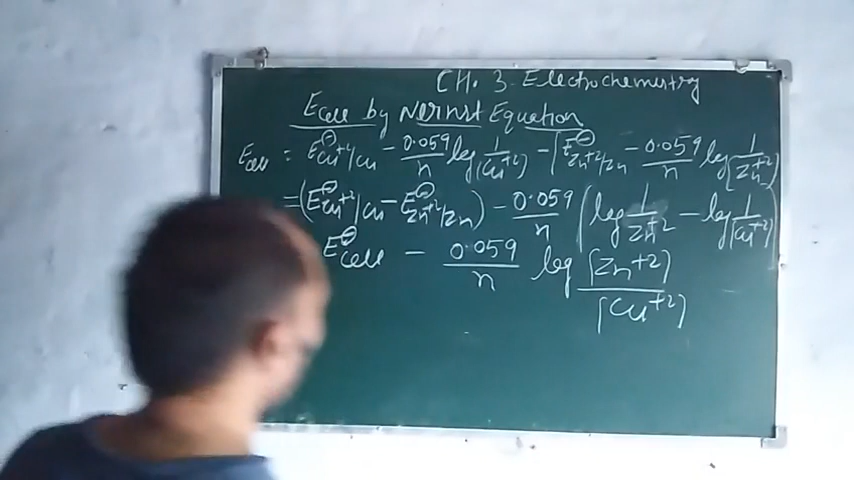 CH. 3. Electrochemistry
Ecell by Nernst Equation
Ecell = E⊖Cu+2/Cu - 0.059/n log 1/[Cu+2] - [E⊖Zn+2/Zn - 0.059/n log 1/[Zn+2]
= (E⊖Cu+2/Cu - E⊖Zn+2/Zn) - 0.059/n (log 1/Zn+2 - log 1/[Cu+2])
E⊖cell - 0.059/n log [Zn+2]/[Cu+2]